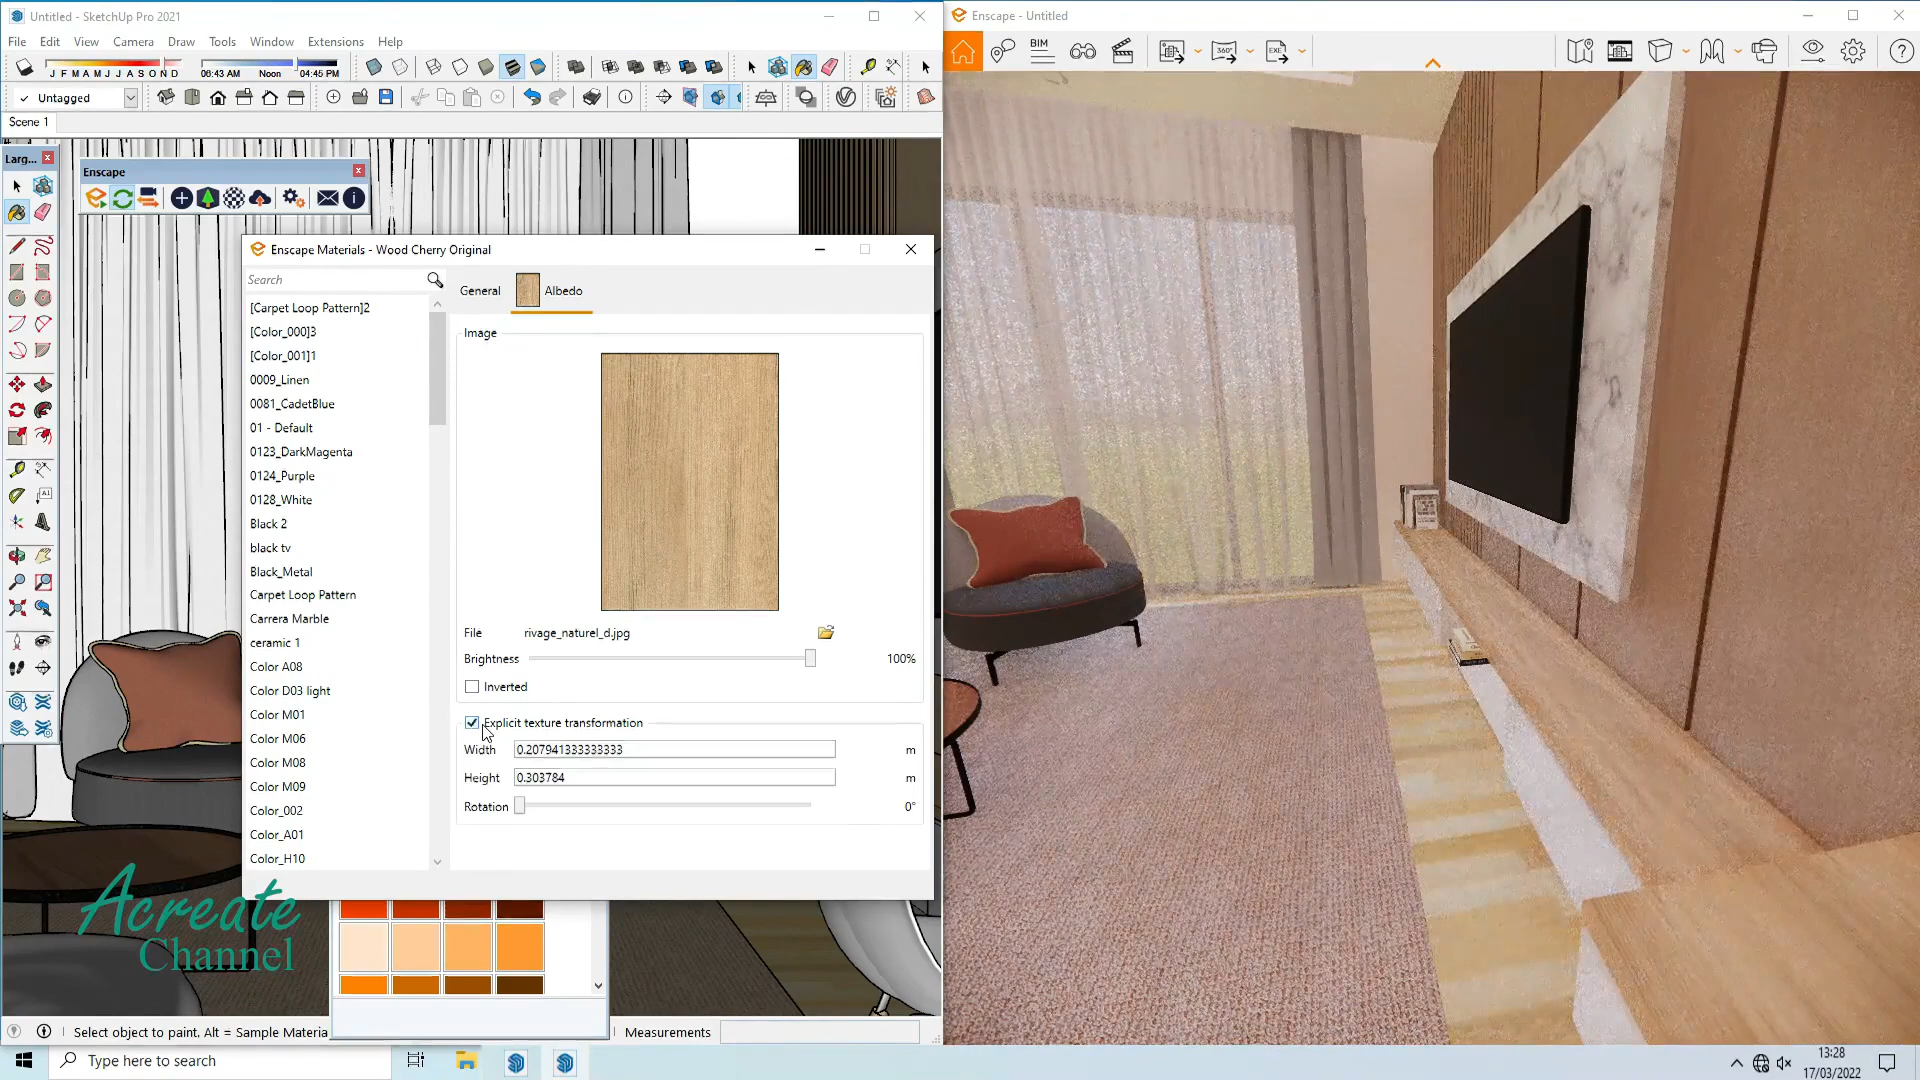 Untitled - SketchUp Pro 2021
File Edit View Camera Draw Tools Window Extensions Help
J F M A M J J A S O N D
06:43 AM Noon 04:45 PM
Untagged
Scene 1
Larg...
Enscape
Enscape Materials - Wood Cherry Original
Search
General
Albedo
[Carpet Loop Pattern]2
[Color_000]3
[Color_001]1
0009_Linen
0081_CadetBlue
01 - Default
0123_DarkMagenta
0124_Purple
0128_White
Black 2
black tv
Black_Metal
Carpet Loop Pattern
Carrera Marble
ceramic 1
Color A08
Color D03 light
Color M01
Color M06
Color M08
Color M09
Color_002
Color_A01
Color_H10
Image
File rivage_naturel_d.jpg
Brightness 100%
Inverted
Explicit texture transformation
Width 0.207941333333333 m
Height 0.303784 m
Rotation 0°
Acreate
Channel
Select object to paint, Alt = Sample Materia
Measurements
Type here to search
Enscape - Untitled
BIM
360°
EXE
13:28
17/03/2022